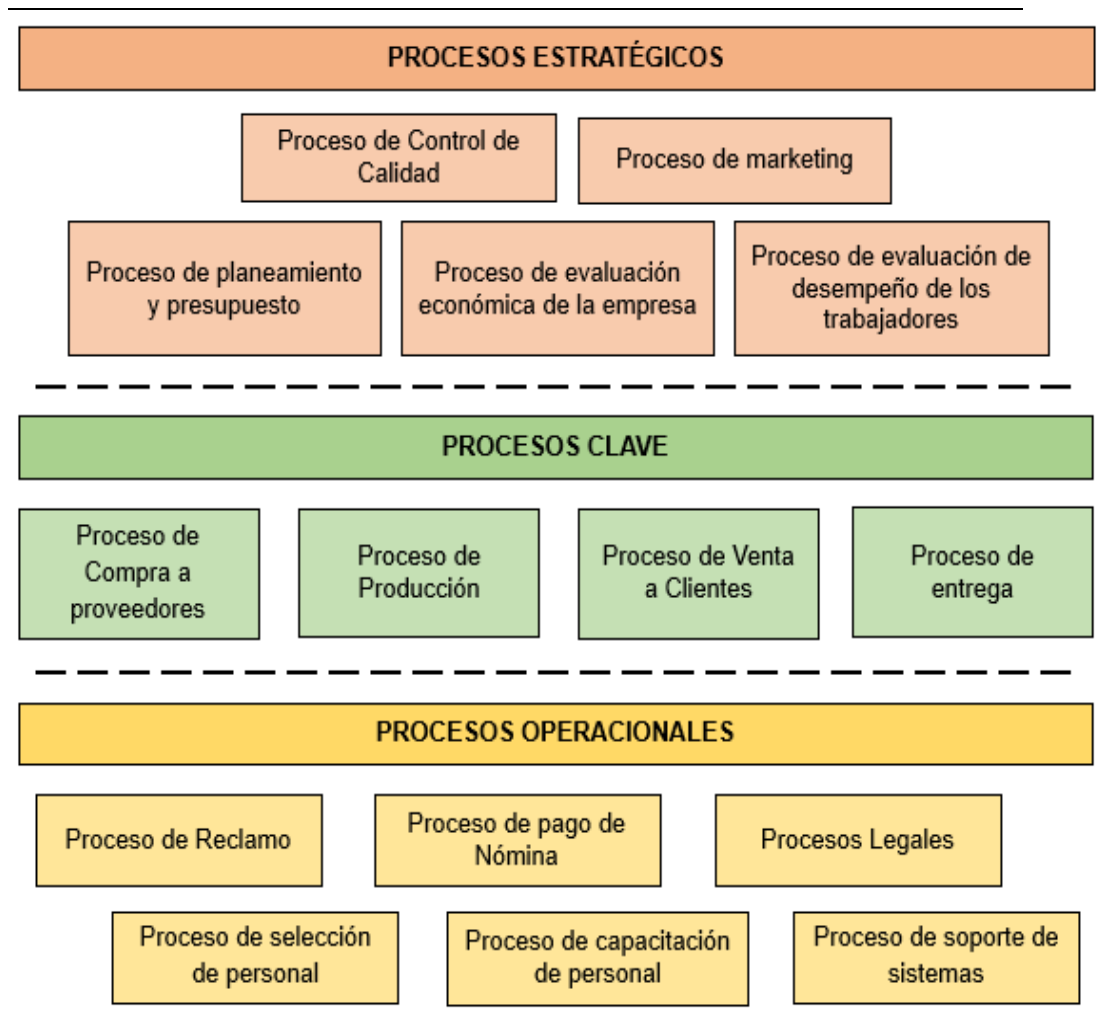 PROCESOS ESTRATÉGICOS
Proceso de Control de
Calidad
Proceso de marketing
Proceso de planeamiento
y presupuesto
Proceso de evaluación
económica de la empresa
Proceso de evaluación de
desempeño de los
trabajadores
PROCESOS CLAVE
Proceso de
Compra a
proveedores
Proceso de
Producción
Proceso de Venta
a Clientes
Proceso de
entrega
PROCESOS OPERACIONALES
Proceso de Reclamo
Proceso de pago de
Nómina
Procesos Legales
Proceso de selección
de personal
Proceso de capacitación
de personal
Proceso de soporte de
sistemas